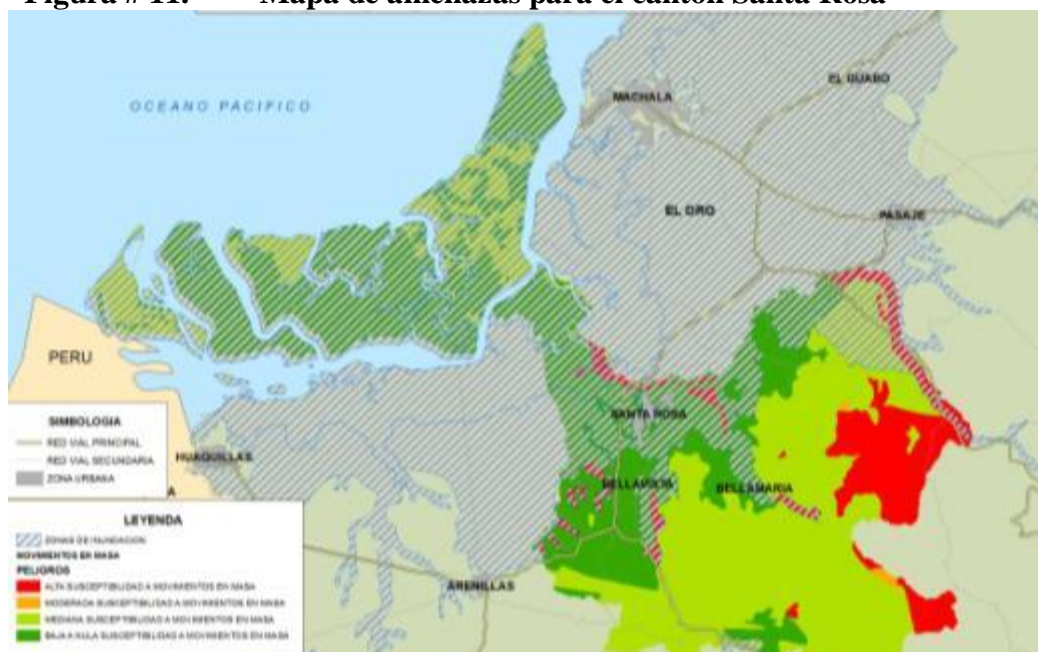 Figura # 11. Mapa de amenazas para el cantón Santa Rosa
OCEANO PACIFICO
EL GUABO
MACHALA
EL ORO
PASAJE
PERU
SANTA ROSA
SIMBOLOGIA
RED VIAL PRINCIPAL
RED VIAL SECUNDARIA
ZONA URBANA
HUAQUILLAS
BELLAVISTA
BELLAMARIA
A
LEYENDA
ZONAS DE INUNDACION
MOVIMIENTOS EN MASA
PELIGROS
ALTA SUSCEPTIBILIDAD A MOVIMIENTOS EN MASA
MODERADA SUSCEPTIBILIDAD A MOVIMIENTOS EN MASA
MEDIANA SUSCEPTIBILIDAD A MOVIMIENTOS EN MASA
BAJA A NULA SUSCEPTIBILIDAD A MOVIMIENTOS EN MASA
ARENILLAS